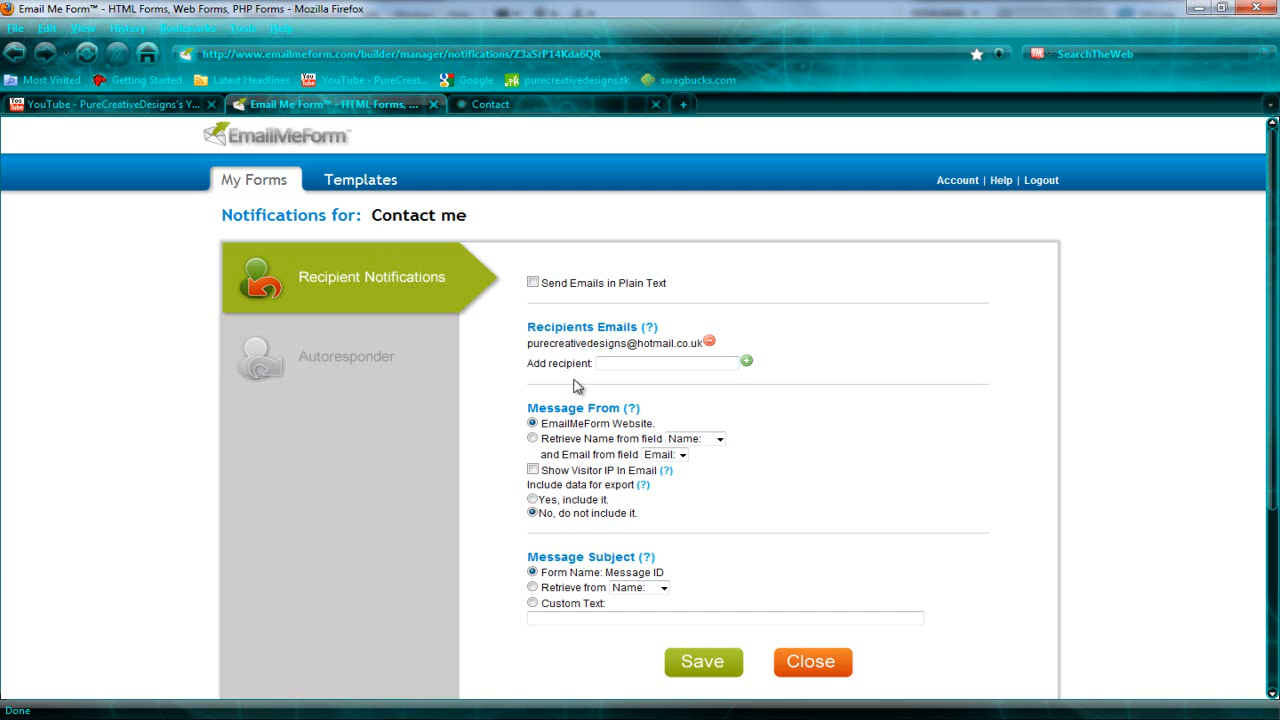 Email Me Form™ - HTML Forms, Web Forms, PHP Forms - Mozilla Firefox
File Edit View History Bookmarks Tools Help
http://www.emailmeform.com/builder/manager/notifications/Z3aSrP14Kda6QR
SearchTheWeb
Most Visited Getting Started Latest Headlines YouTube - PureCreat... Google purecreativedesigns.tk swagbucks.com
YouTube - PureCreativeDesigns's Y... Email Me Form™ - HTML Forms, ... Contact
EmailMeForm™
My Forms Templates Account | Help | Logout
Notifications for: Contact me
Recipient Notifications
Autoresponder
Send Emails in Plain Text
Recipients Emails (?)
purecreativedesigns@hotmail.co.uk
Add recipient:
Message From (?)
EmailMeForm Website.
Retrieve Name from field Name:
and Email from field Email:
Show Visitor IP In Email (?)
Include data for export (?)
Yes, include it.
No, do not include it.
Message Subject (?)
Form Name: Message ID
Retrieve from Name:
Custom Text:
Save Close
Done